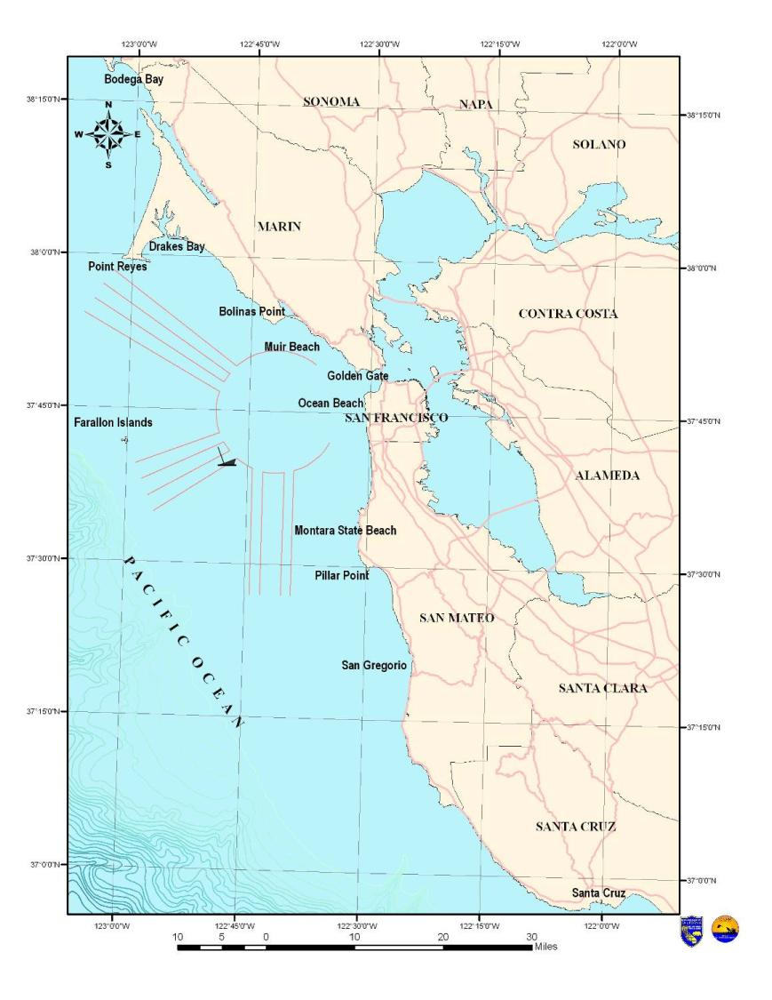 123°0'0"W
122°45'0"W
122°30'0"W
122°15'0"W
122°0'0"W
Bodega Bay
38°15'0"N
SONOMA
NAPA
38°15'0"N
N
W
E
S
SOLANO
MARIN
Drakes Bay
38°0'0"N
Point Reyes
38°0'0"N
Bolinas Point
CONTRA COSTA
Muir Beach
Golden Gate
Ocean Beach
37°45'0"N
SAN FRANCISCO
37°45'0"N
Farallon Islands
ALAMEDA
Montara State Beach
37°30'0"N
PACIFIC OCEAN
Pillar Point
37°30'0"N
SAN MATEO
San Gregorio
SANTA CLARA
37°15'0"N
37°15'0"N
SANTA CRUZ
37°0'0"N
37°0'0"N
Santa Cruz
123°0'0"W
122°45'0"W
122°30'0"W
122°15'0"W
122°0'0"W
10
5
0
10
20
30
Miles